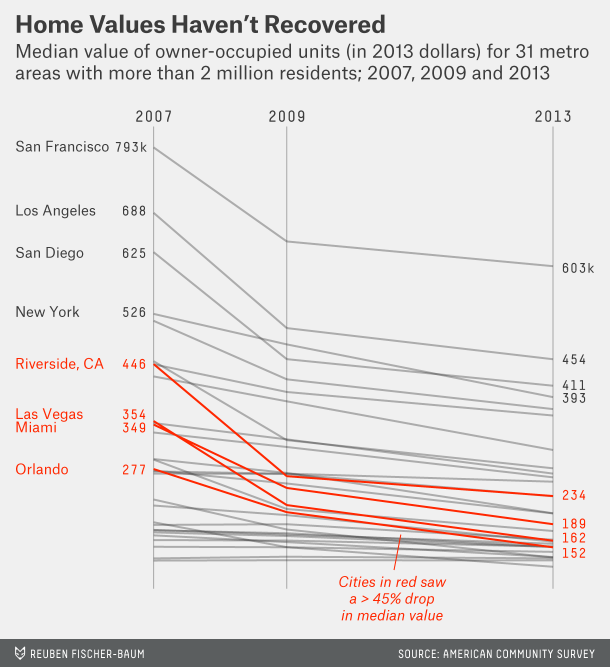 Home Values Haven’t Recovered
Median value of owner-occupied units (in 2013 dollars) for 31 metro
areas with more than 2 million residents; 2007, 2009 and 2013
2007 2009 2013
San Francisco 793k
Los Angeles 688
San Diego 625
603k
New York 526
Riverside, CA 446
454
411
393
Las Vegas 354
Miami 349
Orlando 277
234
189
162
152
Cities in red saw
a > 45% drop
in median value
REUBEN FISCHER-BAUM SOURCE: AMERICAN COMMUNITY SURVEY